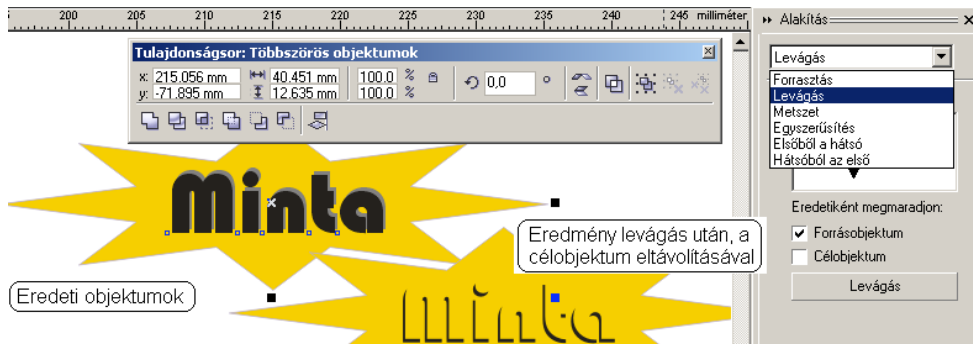 200 205 210 215 220 225 230 235 240 245 milliméter
Tulajdonságsor: Többszörös objektumok
x: 215.056 mm 40.451 mm 100.0 % 0,0 °
y: -71.895 mm 12.635 mm 100.0 %
Minta
Eredeti objektumok
Eredmény levágás után, a
célobjektum eltávolításával
Minta
Alakítás
Levágás
Forrasztás
Levágás
Metszet
Egyszerűsítés
Elsőből a hátsó
Hátsóból az első
Eredetiként megmaradjon:
Forrásobjektum
Célobjektum
Levágás